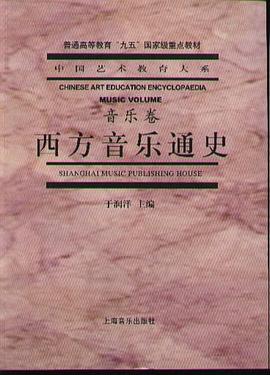 普通高等教育“九五”国家级重点教材
中国艺术教育大系
CHINESE ART EDUCATION ENCYCLOPAEDIA
MUSIC VOLUME
音乐卷
西方音乐通史
SHANGHAI MUSIC PUBLISHING HOUSE
于润洋 主编
上海音乐出版社